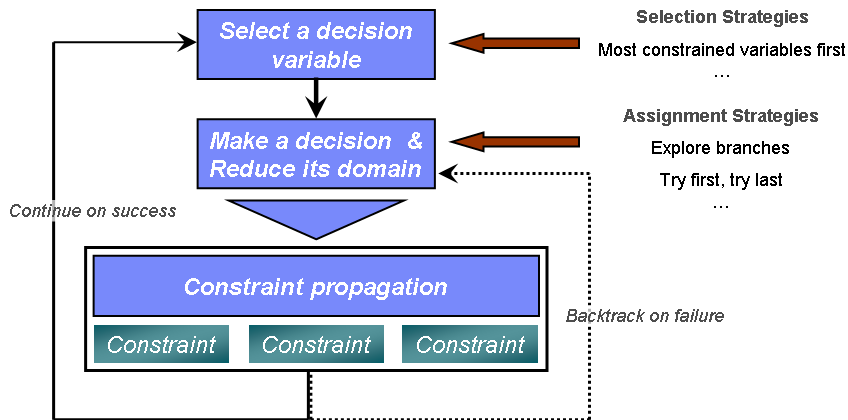 Select a decision
variable
Selection Strategies
Most constrained variables first
…
Make a decision &
Reduce its domain
Assignment Strategies
Explore branches
Try first, try last
…
Continue on success
Constraint propagation
Backtrack on failure
Constraint
Constraint
Constraint